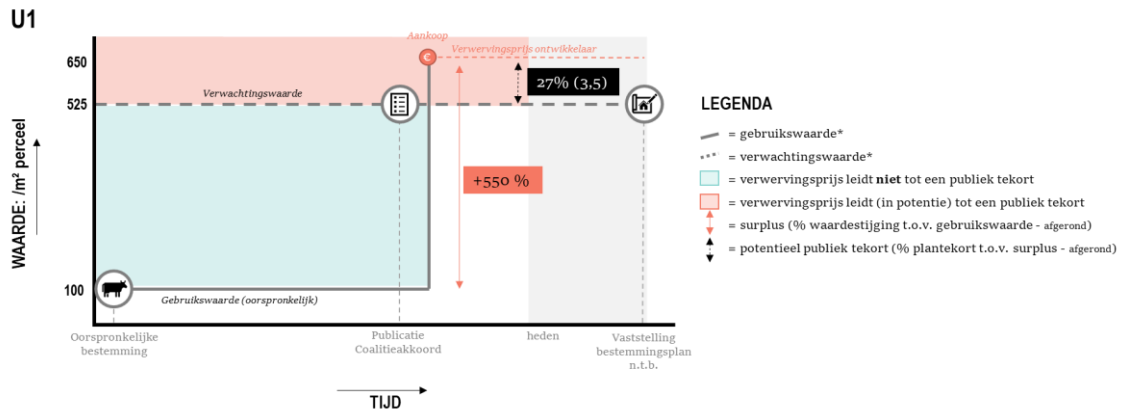 U1
Aankoop
650
Verwervingsprijs ontwikkelaar
27% (3,5)
Verwachtingswaarde
525
WAARDE: /m² perceel
+550 %
100
Gebruikswaarde (oorspronkelijk)
Oorspronkelijke
bestemming
Publicatie
Coalitieakkoord
heden
Vaststelling
bestemmingsplan
n.t.b.
TIJD
LEGENDA
= gebruikswaarde*
= verwachtingswaarde*
= verwervingsprijs leidt niet tot een publiek tekort
= verwervingsprijs leidt (in potentie) tot een publiek tekort
= surplus (% waardestijging t.o.v. gebruikswaarde - afgerond)
= potentieel publiek tekort (% plantekort t.o.v. surplus - afgerond)